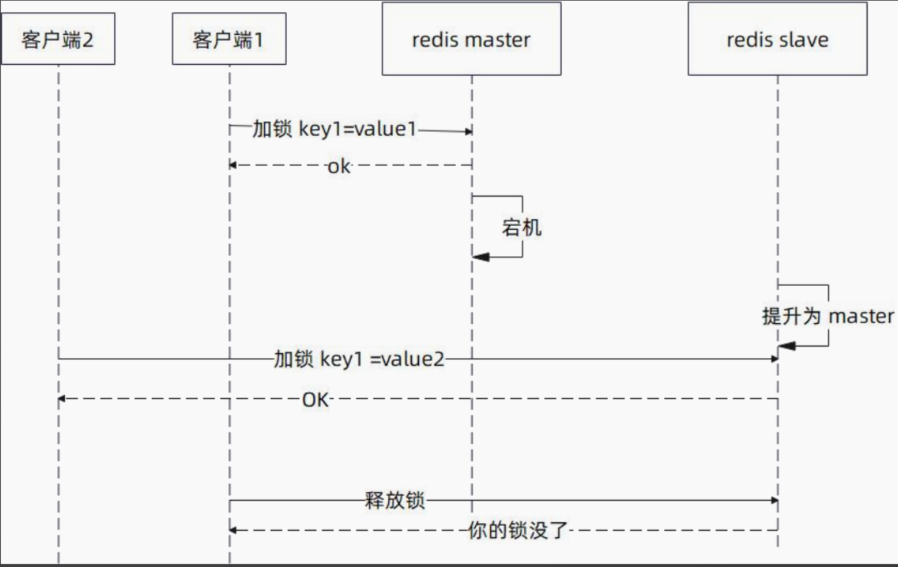 客户端2
客户端1
redis master
redis slave
加锁 key1=value1
ok
宕机
提升为 master
加锁 key1 =value2
OK
释放锁
你的锁没了